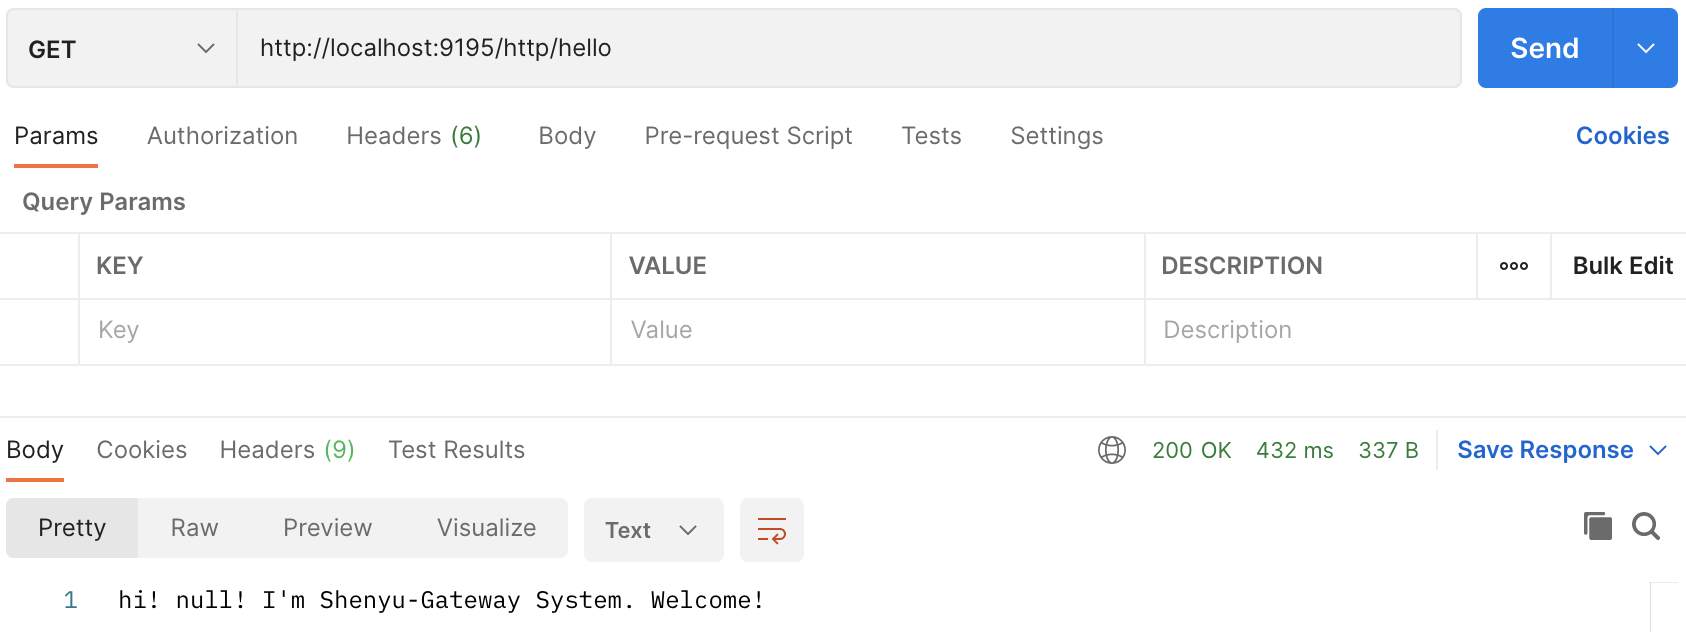 GET http://localhost:9195/http/hello Send
Params Authorization Headers (6) Body Pre-request Script Tests Settings Cookies
Query Params
KEY VALUE DESCRIPTION ooo Bulk Edit
Key Value Description
Body Cookies Headers (9) Test Results 200 OK 432 ms 337 B Save Response
Pretty Raw Preview Visualize Text
1 hi! null! I'm Shenyu-Gateway System. Welcome!